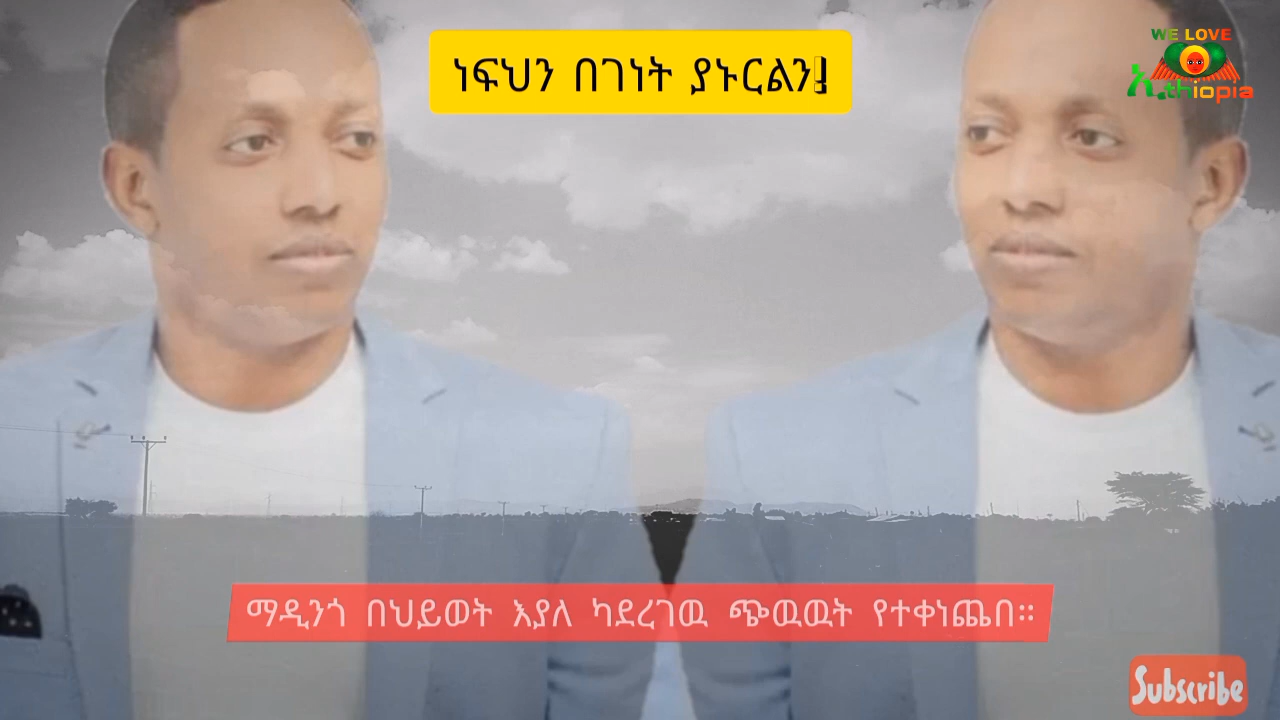 ነፍህን በገነት ያኑርልን!
WE LOVE
ኢ.thiopia
ማዲንጎ በህይወት እያለ ካደረገዉ ጭዉዉት የተቀነጨበ።
Subscribe